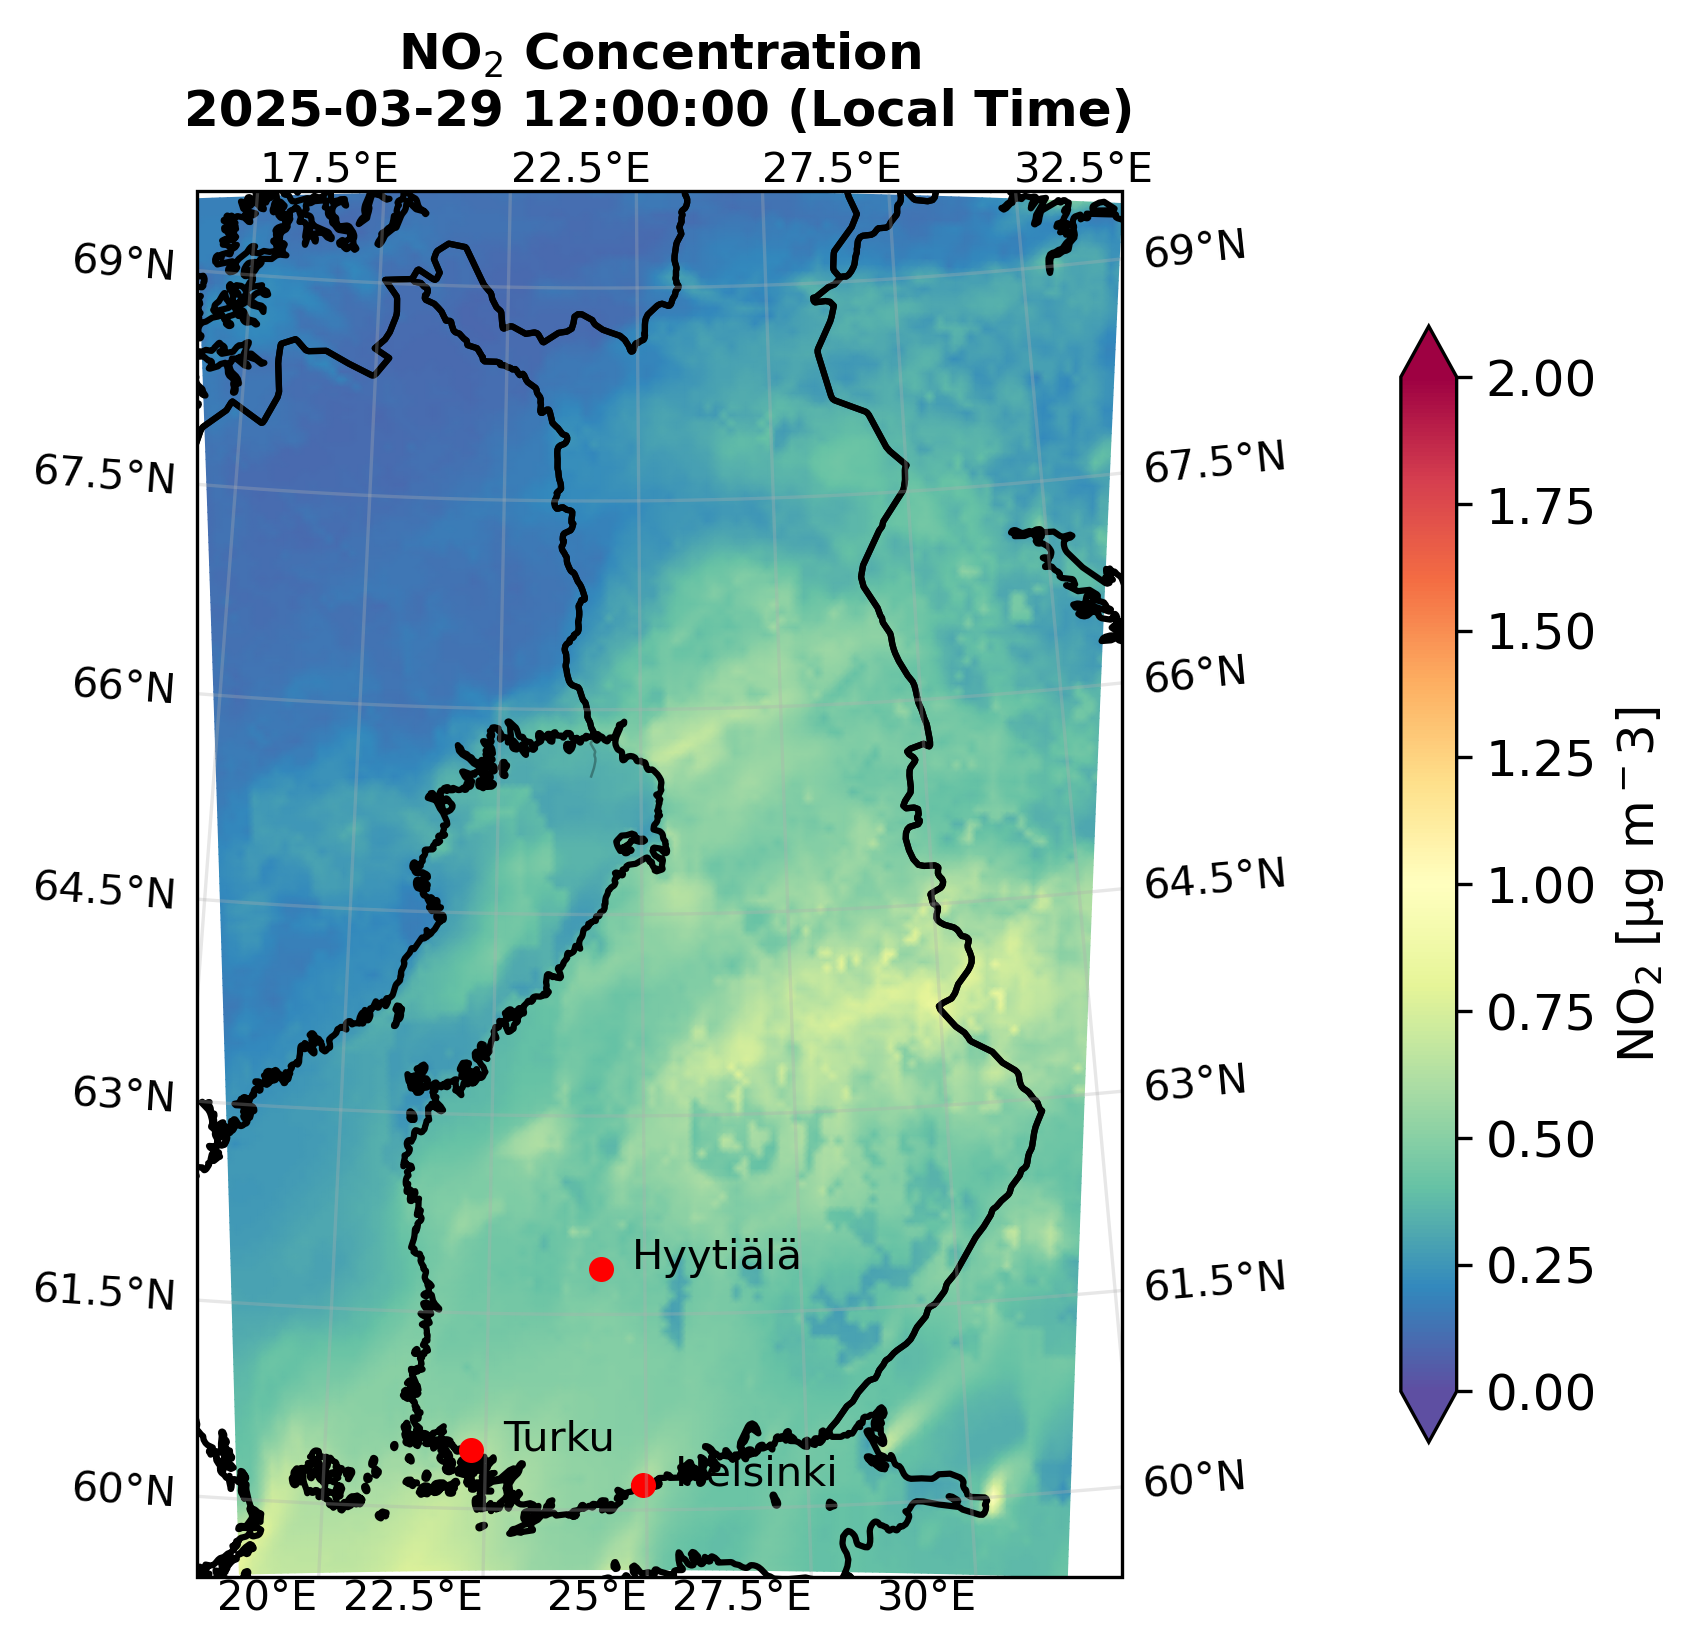 NO₂ Concentration
2025-03-29 12:00:00 (Local Time)
17.5°E 22.5°E 27.5°E 32.5°E
69°N 69°N
67.5°N 67.5°N
66°N 66°N
64.5°N 64.5°N
63°N 63°N
61.5°N 61.5°N
60°N 60°N
Hyytiälä
Turku
Helsinki
20°E 22.5°E 25°E 27.5°E 30°E
2.00
1.75
1.50
1.25
1.00
0.75
0.50
0.25
0.00
NO₂ [µg m⁻3]